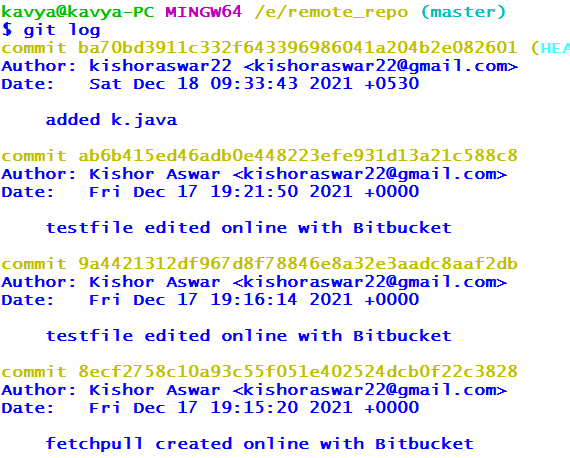 kavya@kavya-PC MINGW64 /e/remote_repo (master)
$ git log
commit ba70bd3911c332f643396986041a204b2e082601 (HEA
Author: kishoraswar22 <kishoraswar22@gmail.com>
Date:   Sat Dec 18 09:33:43 2021 +0530
added k.java
commit ab6b415ed46adb0e448223efe931d13a21c588c8
Author: Kishor Aswar <kishoraswar22@gmail.com>
Date:   Fri Dec 17 19:21:50 2021 +0000
testfile edited online with Bitbucket
commit 9a4421312df967d8f78846e8a32e3aadc8aaf2db
Author: Kishor Aswar <kishoraswar22@gmail.com>
Date:   Fri Dec 17 19:16:14 2021 +0000
testfile edited online with Bitbucket
commit 8ecf2758c10a93c55f051e402524dcb0f22c3828
Author: Kishor Aswar <kishoraswar22@gmail.com>
Date:   Fri Dec 17 19:15:20 2021 +0000
fetchpull created online with Bitbucket